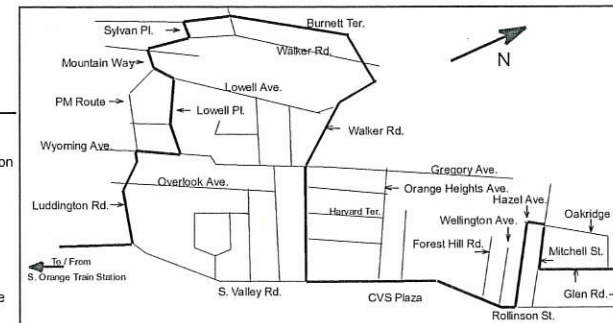 Sylvan Pl.
Burnett Ter.
Walker Rd.
Mountain Way
Lowell Ave.
N
PM Route
Lowell Pl.
Walker Rd.
on
Wyoming Ave.
Gregory Ave.
Overlook Ave.
Orange Heights Ave.
Hazel Ave.
Harvard Ter.
Wellington Ave.
Oakridge
Luddington Rd.
Forest Hill Rd.
Mitchell St.
To / From
S. Orange Train Station
S. Valley Rd.
CVS Plaza
Glen Rd.
Rollinson St.
e